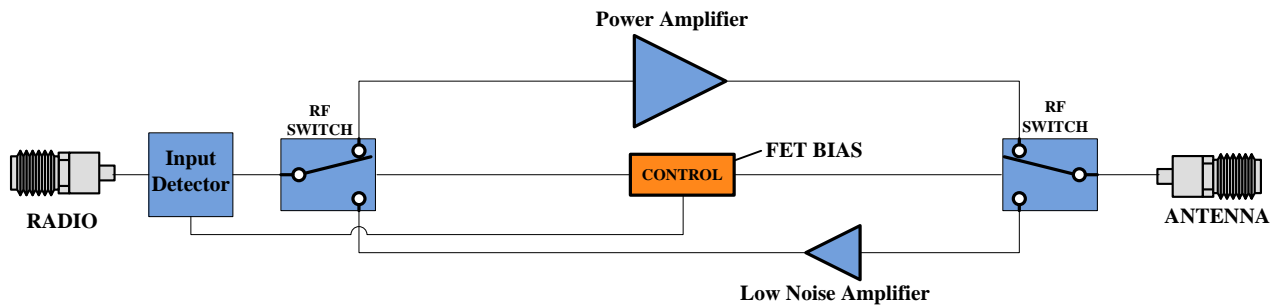 Power Amplifier
RF
SWITCH
RF
SWITCH
Input
Detector
FET BIAS
CONTROL
RADIO
ANTENNA
Low Noise Amplifier